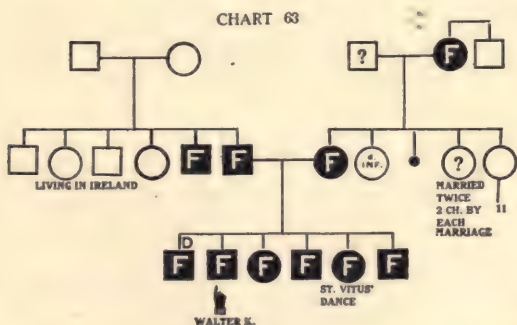 CHART 63
? F
F F F d. INF. ?
LIVING IN IRELAND
MARRIED
TWICE
2 CH. BY
EACH
MARRIAGE
11
D
F F F F F F
ST. VITUS'
DANCE
WALTER K.